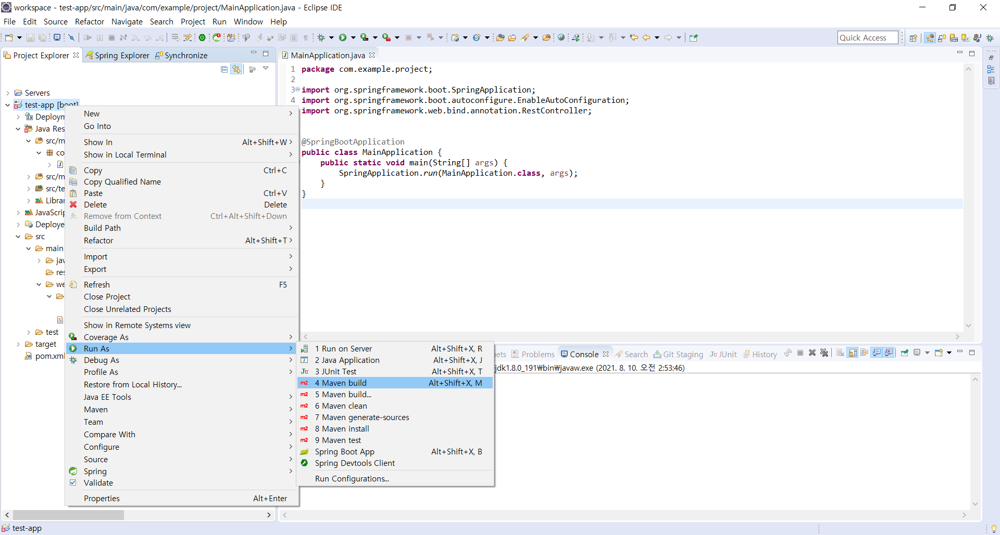 workspace - test-app/src/main/java/com/example/project/MainApplication.java - Eclipse IDE
File Edit Source Refactor Navigate Search Project Run Window Help
Quick Access
Project Explorer Spring Explorer Synchronize
MainApplication.java
Servers
test-app [boot]
Deploym
Java Res
src/m
co
src/m
src/te
Librar
JavaScrip
Deploye
src
main
jav
res
we
test
target
pom.xml
1 package com.example.project;
2
3 import org.springframework.boot.SpringApplication;
4 import org.springframework.boot.autoconfigure.EnableAutoConfiguration;
import org.springframework.web.bind.annotation.RestController;
@SpringBootApplication
public class MainApplication {
public static void main(String[] args) {
SpringApplication.run(MainApplication.class, args);
}
}
New
Go Into
Show In Alt+Shift+W
Show in Local Terminal
Copy Ctrl+C
Copy Qualified Name
Paste Ctrl+V
Delete Delete
Remove from Context Ctrl+Alt+Shift+Down
Build Path
Refactor Alt+Shift+T
Import
Export
Refresh F5
Close Project
Close Unrelated Projects
Show in Remote Systems view
Coverage As
Run As
Debug As
Profile As
Restore from Local History...
Java EE Tools
Maven
Team
Compare With
Configure
Source
Spring
Validate
Properties Alt+Enter
1 Run on Server Alt+Shift+X, R
2 Java Application Alt+Shift+X, J
3 JUnit Test Alt+Shift+X, T
4 Maven build Alt+Shift+X, M
5 Maven build...
6 Maven clean
7 Maven generate-sources
8 Maven install
9 Maven test
Spring Boot App Alt+Shift+X, B
Spring Devtools Client
Run Configurations...
ets Problems Console Search Git Staging JUnit History
jdk1.8.0_191₩bin₩javaw.exe (2021. 8. 10. 오전 2:53:46)
test-app